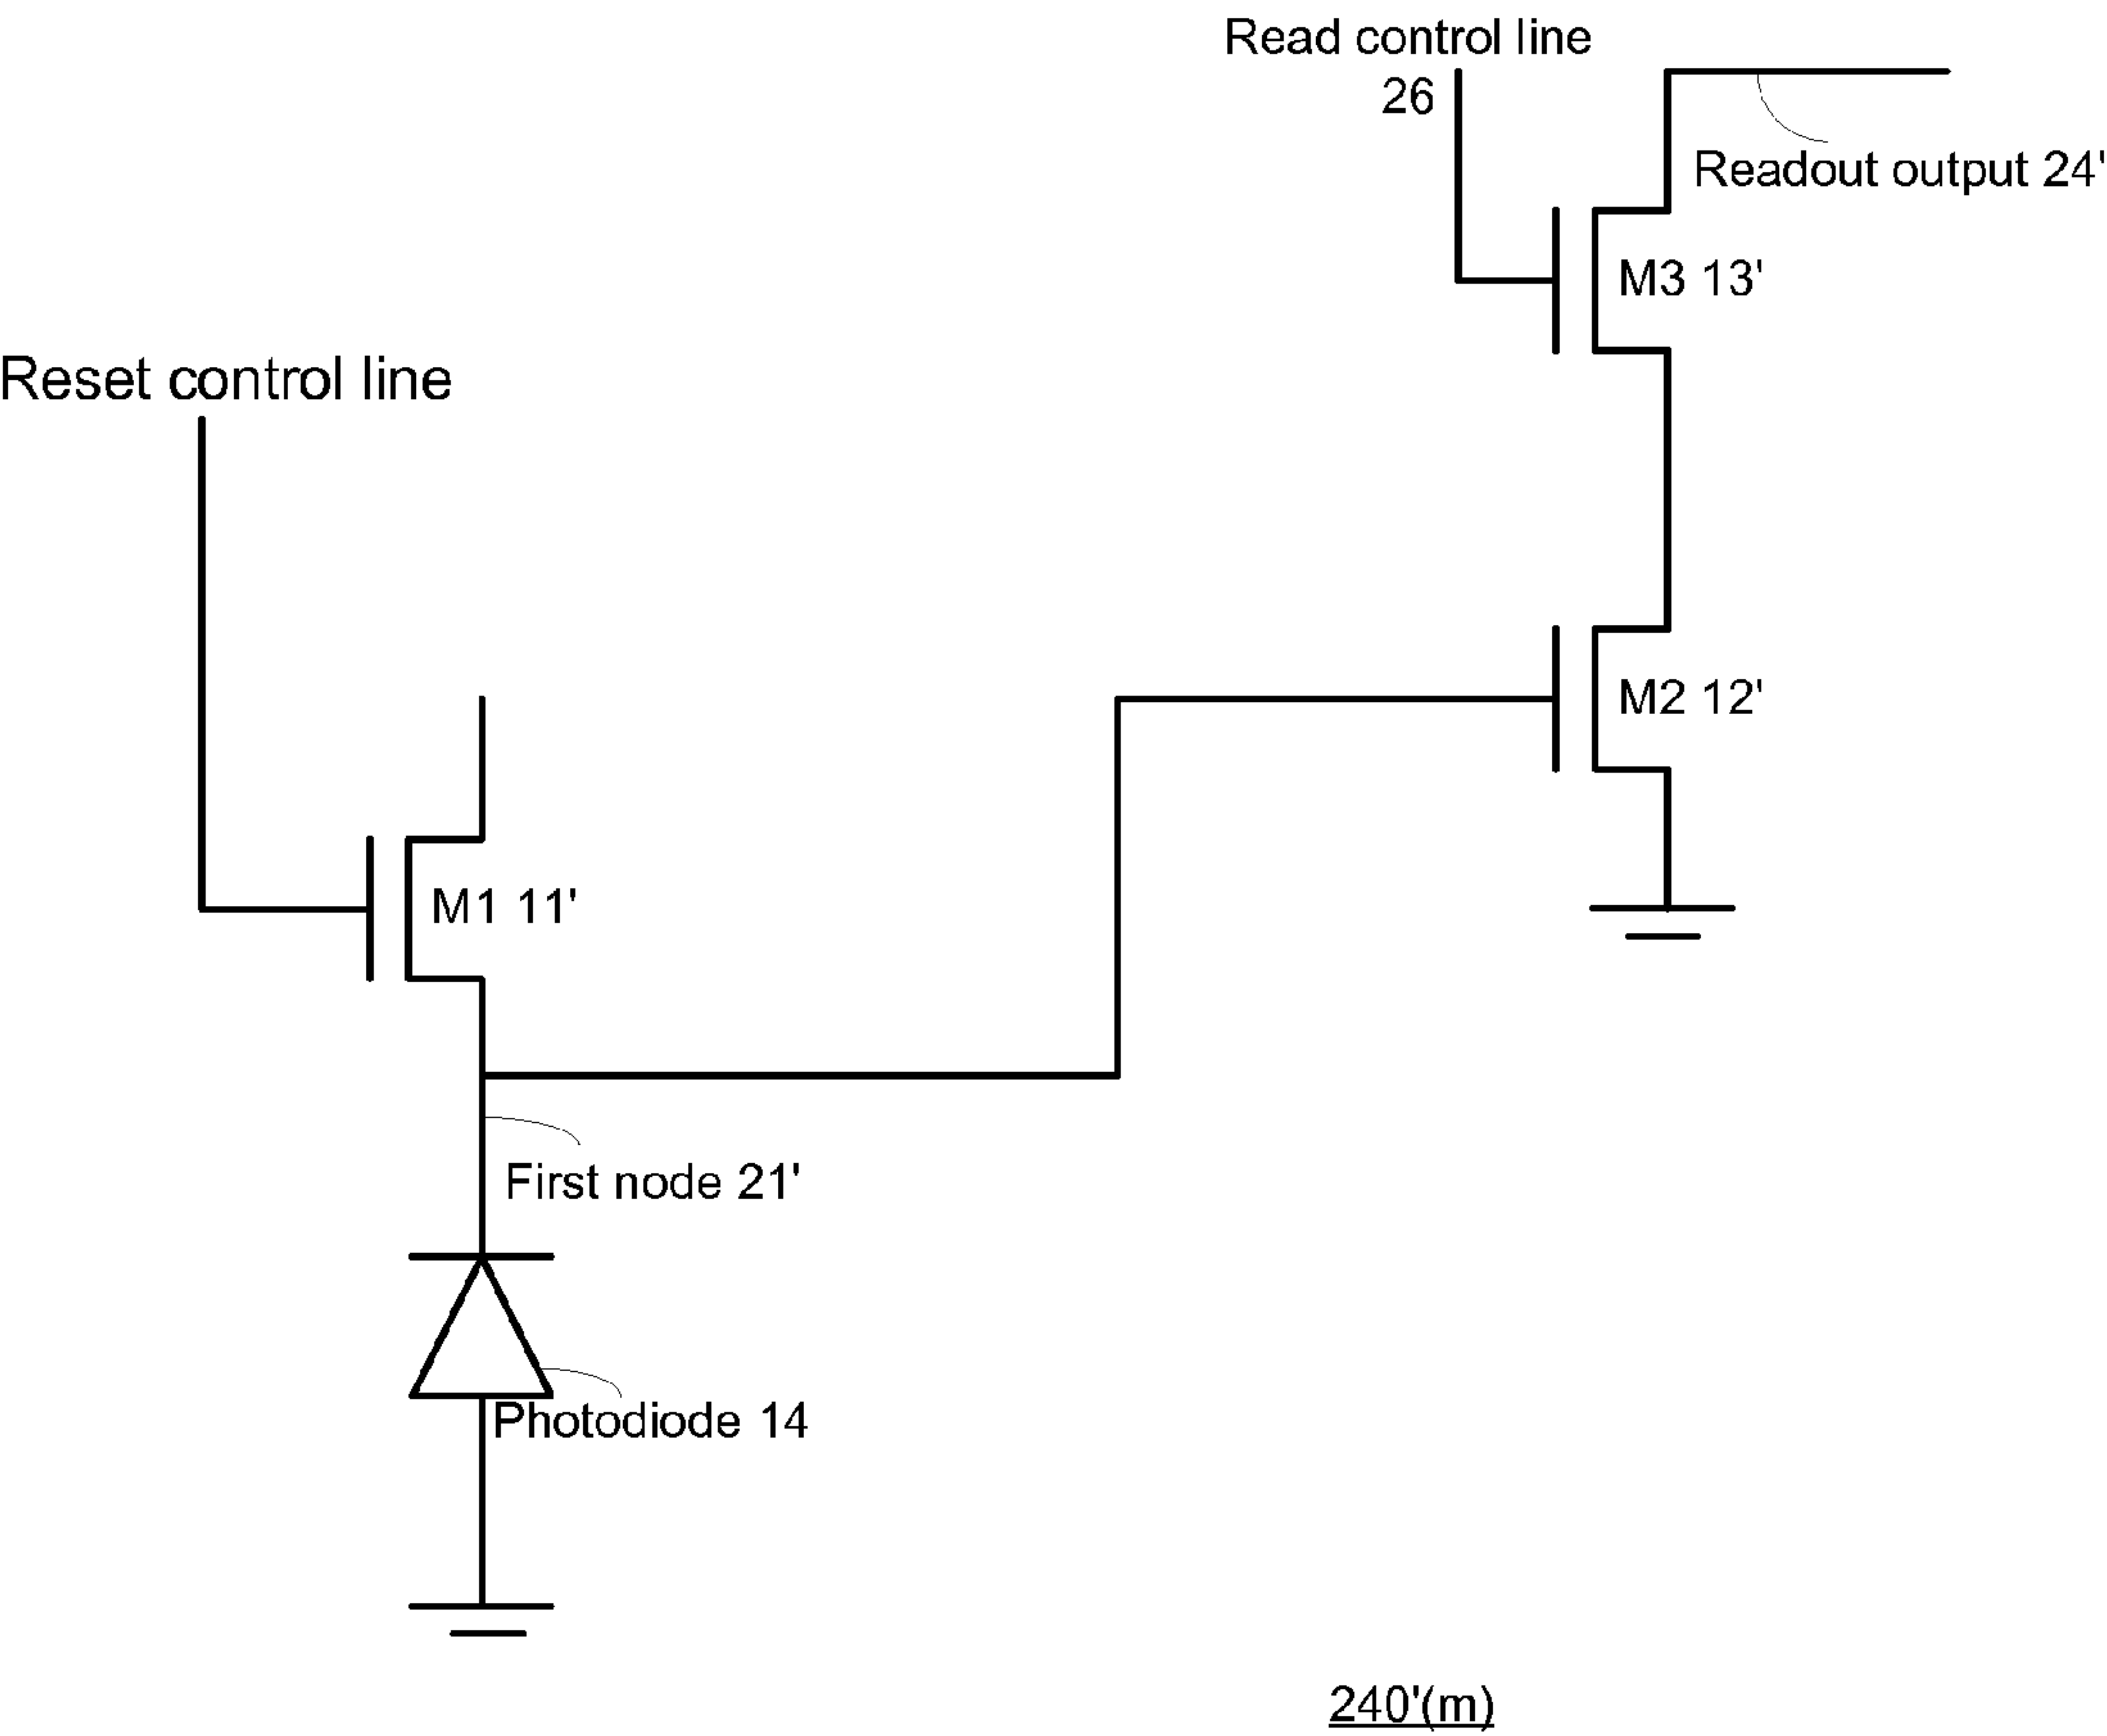 Read control line
26
Readout output 24'
M3 13'
Reset control line
M2 12'
M1 11'
First node 21'
Photodiode 14
240'(m)